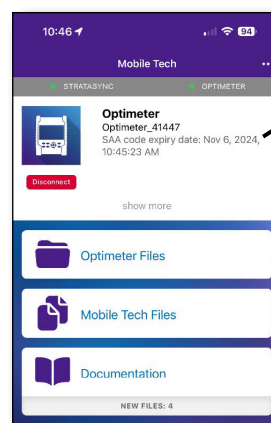 10:46
94
Mobile Tech
STRATASYNC
OPTIMETER
Optimeter
Optimeter_41447
SAA code expiry date: Nov 6, 2024,
10:45:23 AM
Disconnect
show more
Optimeter Files
Mobile Tech Files
Documentation
NEW FILES: 4